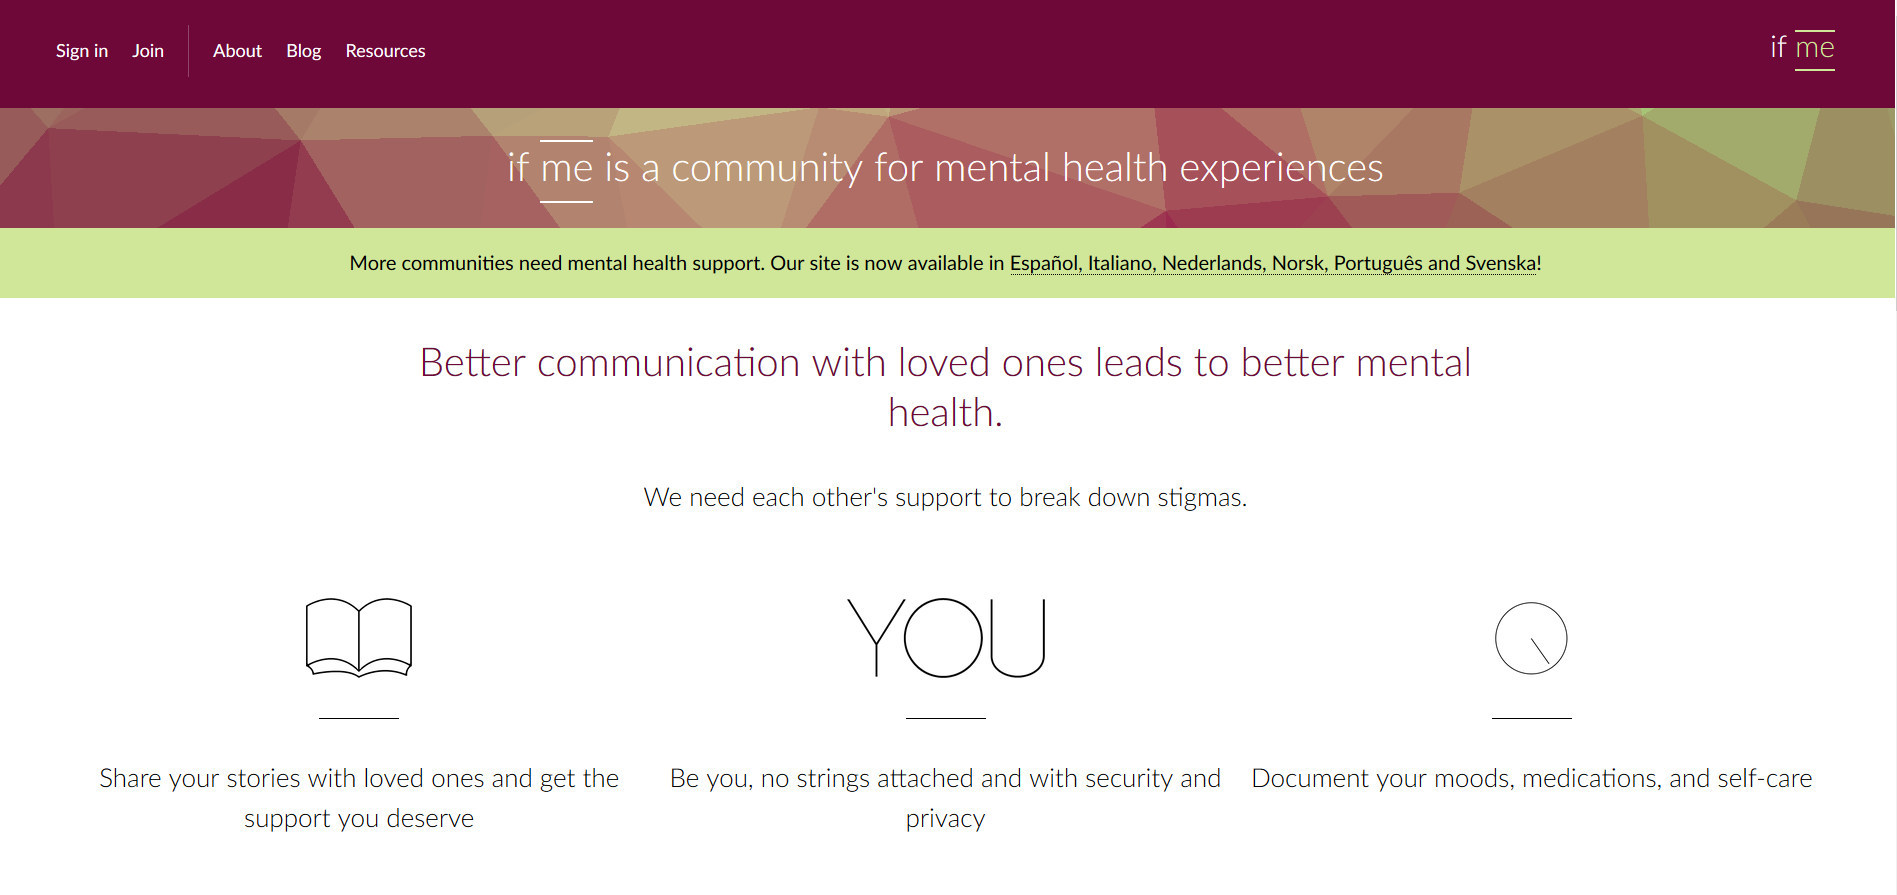 Sign in Join About Blog Resources
if me
if me is a community for mental health experiences
More communities need mental health support. Our site is now available in Español, Italiano, Nederlands, Norsk, Português and Svenska!
Better communication with loved ones leads to better mental
health.
We need each other's support to break down stigmas.
YOU
Share your stories with loved ones and get the
support you deserve
Be you, no strings attached and with security and
privacy
Document your moods, medications, and self-care